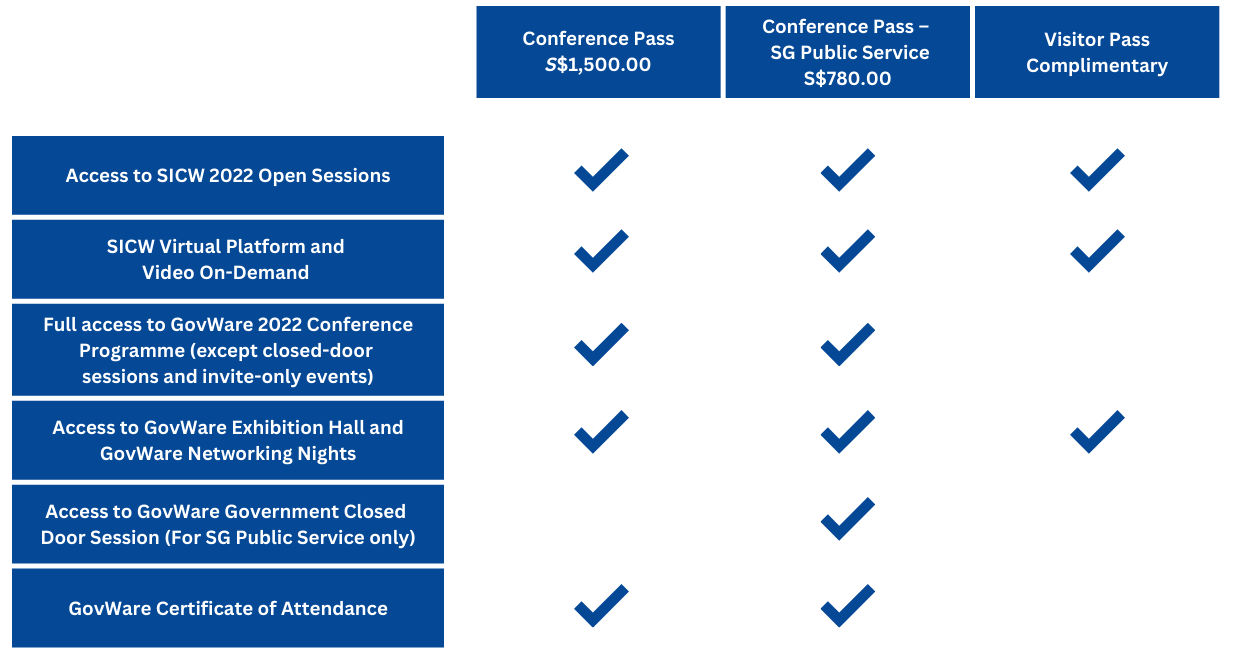 Conference Pass
S$1,500.00
Conference Pass –
SG Public Service
S$780.00
Visitor Pass
Complimentary
Access to SICW 2022 Open Sessions
SICW Virtual Platform and
Video On-Demand
Full access to GovWare 2022 Conference
Programme (except closed-door
sessions and invite-only events)
Access to GovWare Exhibition Hall and
GovWare Networking Nights
Access to GovWare Government Closed
Door Session (For SG Public Service only)
GovWare Certificate of Attendance